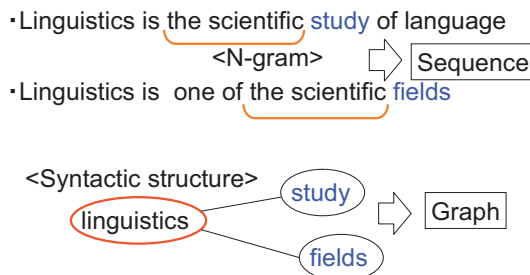 ・Linguistics is the scientific study of language
<N-gram>
Sequence
・Linguistics is one of the scientific fields
<Syntactic structure>
study
linguistics
Graph
fields